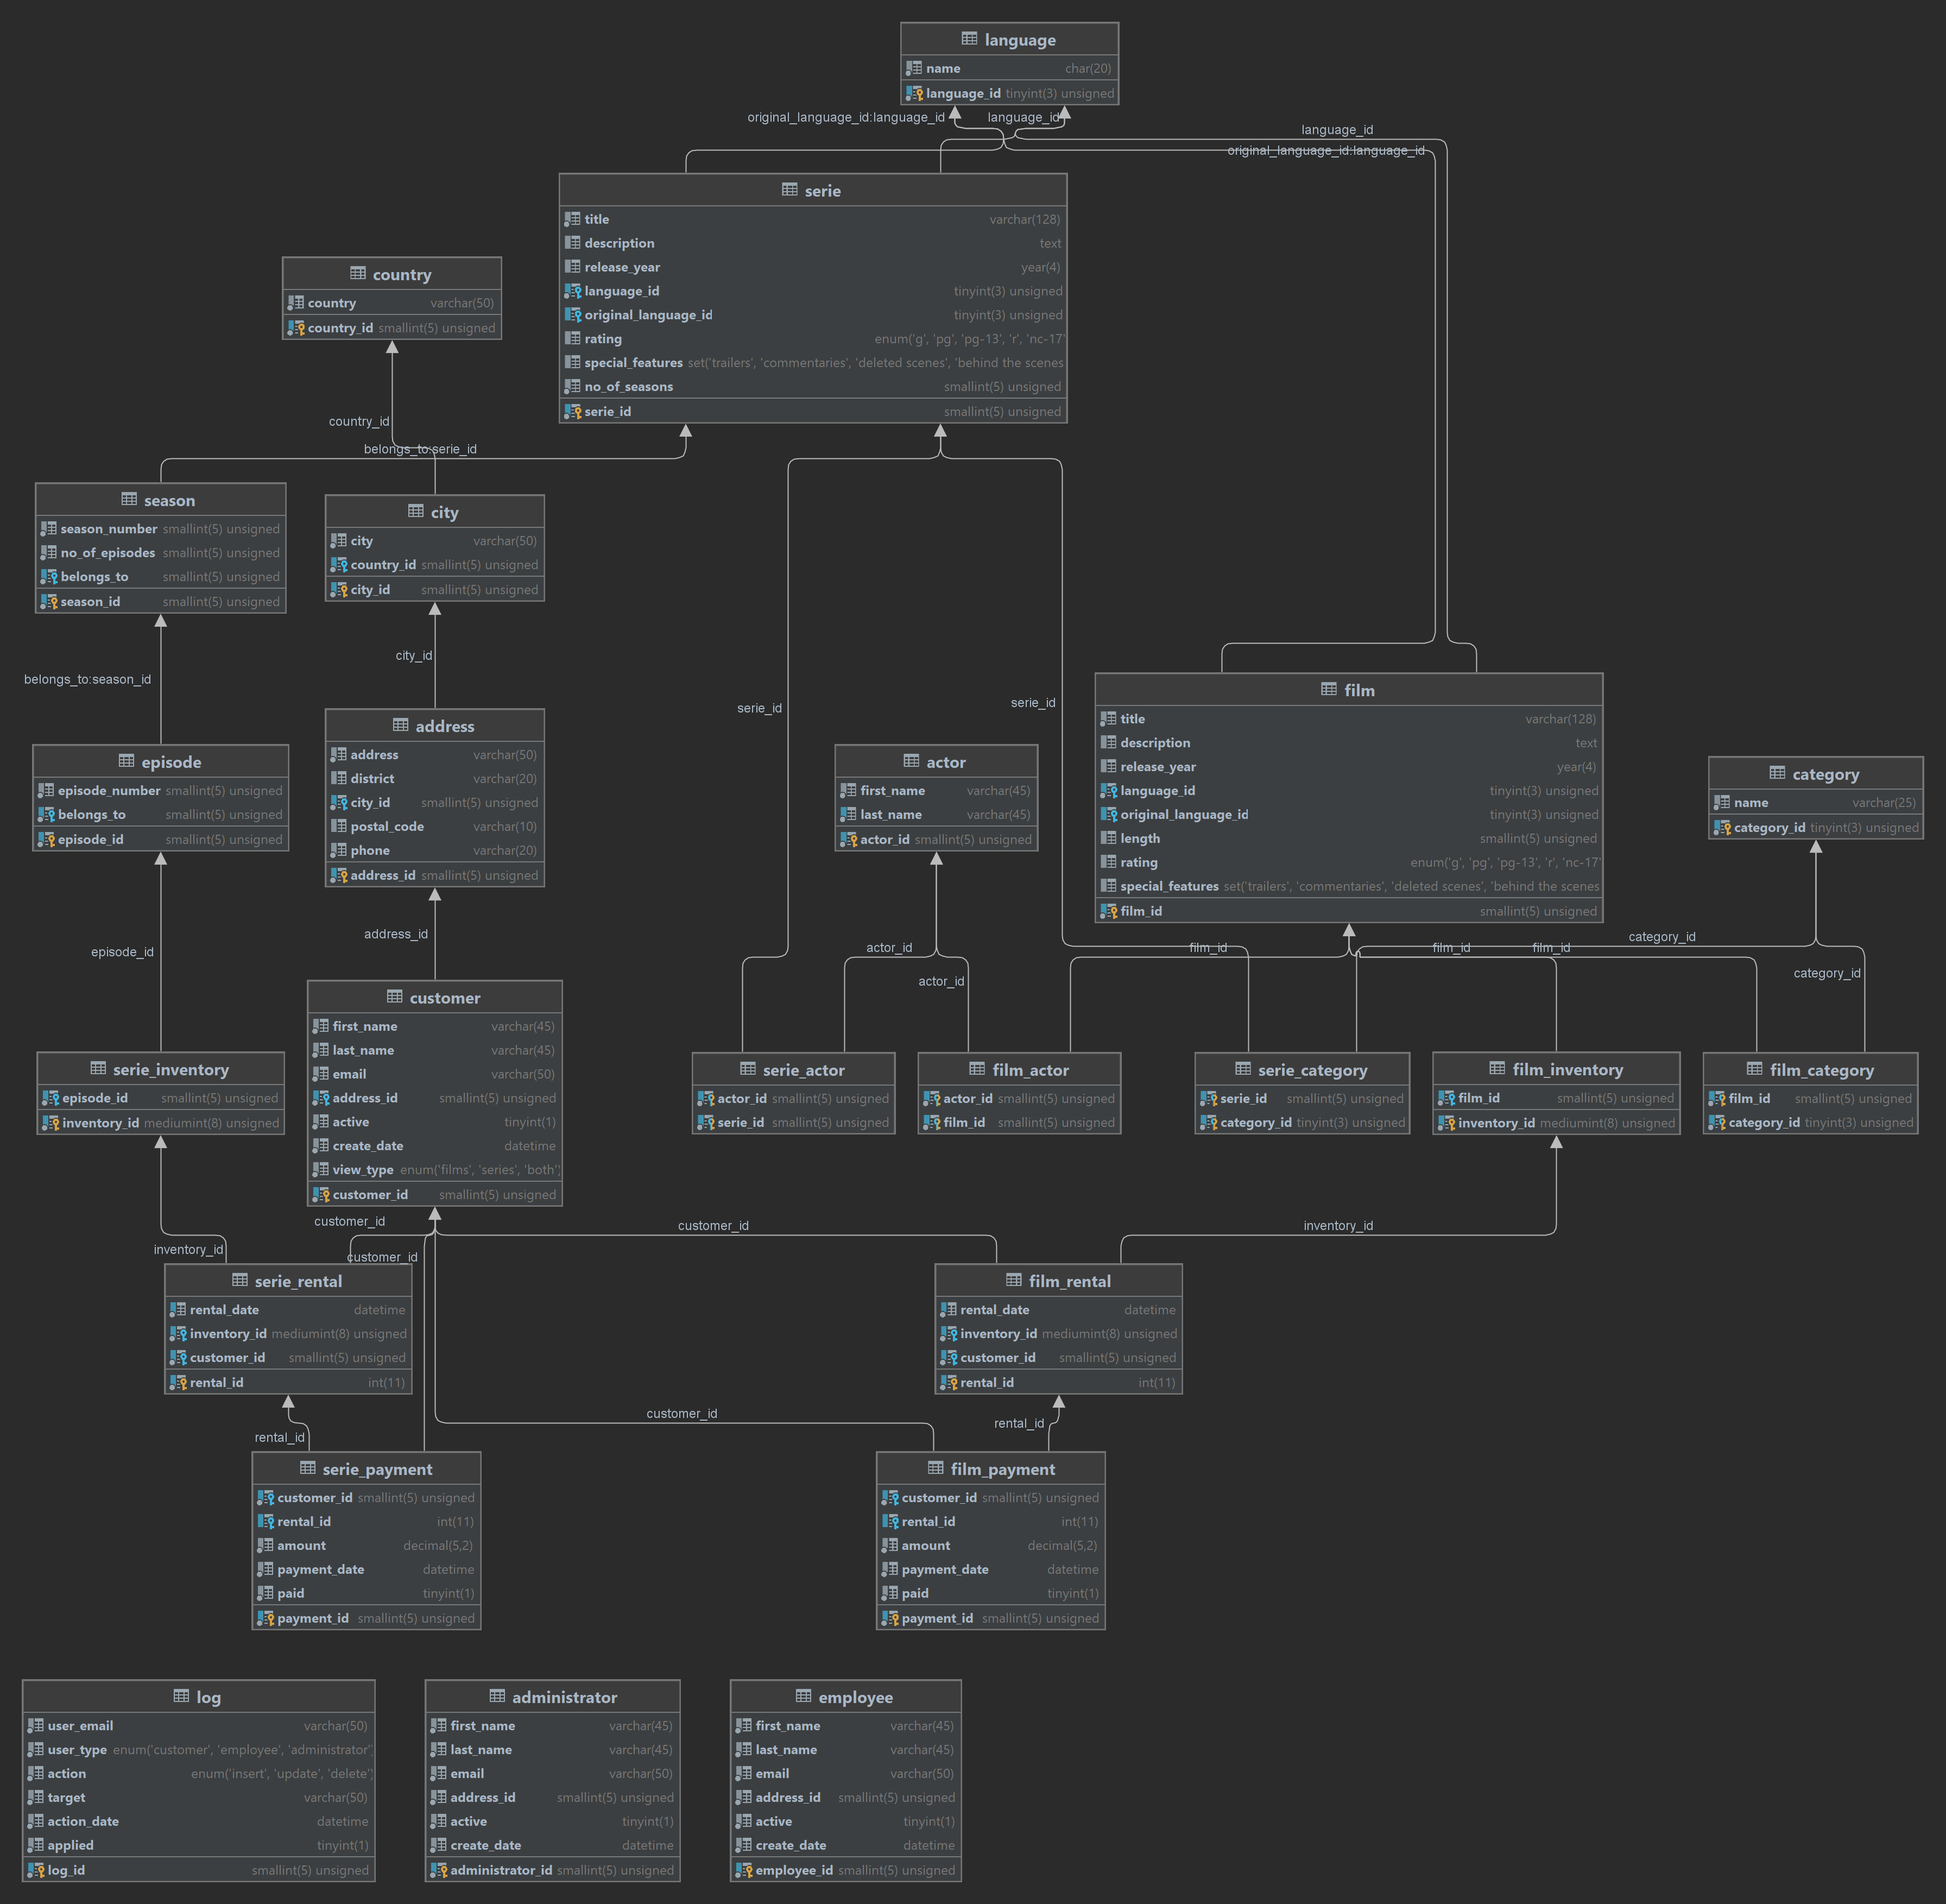 language
name char(20)
language_id tinyint(3) unsigned
original_language_id:language_id
language_id
language_id
original_language_id:language_id
serie
title varchar(128)
description text
release_year year(4)
language_id tinyint(3) unsigned
original_language_id tinyint(3) unsigned
rating enum('g', 'pg', 'pg-13', 'r', 'nc-17'
special_features set('trailers', 'commentaries', 'deleted scenes', 'behind the scenes
no_of_seasons smallint(5) unsigned
serie_id smallint(5) unsigned
country
country varchar(50)
country_id smallint(5) unsigned
country_id
belongs_to:serie_id
season
season_number smallint(5) unsigned
no_of_episodes smallint(5) unsigned
belongs_to smallint(5) unsigned
season_id smallint(5) unsigned
city
city varchar(50)
country_id smallint(5) unsigned
city_id smallint(5) unsigned
belongs_to:season_id
city_id
serie_id
serie_id
film
title varchar(128)
description text
release_year year(4)
language_id tinyint(3) unsigned
original_language_id tinyint(3) unsigned
length smallint(5) unsigned
rating enum('g', 'pg', 'pg-13', 'r', 'nc-17'
special_features set('trailers', 'commentaries', 'deleted scenes', 'behind the scenes
film_id smallint(5) unsigned
episode
episode_number smallint(5) unsigned
belongs_to smallint(5) unsigned
episode_id smallint(5) unsigned
address
address varchar(50)
district varchar(20)
city_id smallint(5) unsigned
postal_code varchar(10)
phone varchar(20)
address_id smallint(5) unsigned
actor
first_name varchar(45)
last_name varchar(45)
actor_id smallint(5) unsigned
category
name varchar(25)
category_id tinyint(3) unsigned
episode_id
address_id
actor_id
actor_id
film_id
film_id
film_id
category_id
category_id
customer
first_name varchar(45)
last_name varchar(45)
email varchar(50)
address_id smallint(5) unsigned
active tinyint(1)
create_date datetime
view_type enum('films', 'series', 'both')
customer_id smallint(5) unsigned
serie_inventory
episode_id smallint(5) unsigned
inventory_id mediumint(8) unsigned
serie_actor
actor_id smallint(5) unsigned
serie_id smallint(5) unsigned
film_actor
actor_id smallint(5) unsigned
film_id smallint(5) unsigned
serie_category
serie_id smallint(5) unsigned
category_id tinyint(3) unsigned
film_inventory
film_id smallint(5) unsigned
inventory_id mediumint(8) unsigned
film_category
film_id smallint(5) unsigned
category_id tinyint(3) unsigned
customer_id
customer_id
inventory_id
inventory_id
customer_id
serie_rental
rental_date datetime
inventory_id mediumint(8) unsigned
customer_id smallint(5) unsigned
rental_id int(11)
film_rental
rental_date datetime
inventory_id mediumint(8) unsigned
customer_id smallint(5) unsigned
rental_id int(11)
customer_id
rental_id
rental_id
serie_payment
customer_id smallint(5) unsigned
rental_id int(11)
amount decimal(5,2)
payment_date datetime
paid tinyint(1)
payment_id smallint(5) unsigned
film_payment
customer_id smallint(5) unsigned
rental_id int(11)
amount decimal(5,2)
payment_date datetime
paid tinyint(1)
payment_id smallint(5) unsigned
log
user_email varchar(50)
user_type enum('customer', 'employee', 'administrator')
action enum('insert', 'update', 'delete')
target varchar(50)
action_date datetime
applied tinyint(1)
log_id smallint(5) unsigned
administrator
first_name varchar(45)
last_name varchar(45)
email varchar(50)
address_id smallint(5) unsigned
active tinyint(1)
create_date datetime
administrator_id smallint(5) unsigned
employee
first_name varchar(45)
last_name varchar(45)
email varchar(50)
address_id smallint(5) unsigned
active tinyint(1)
create_date datetime
employee_id smallint(5) unsigned